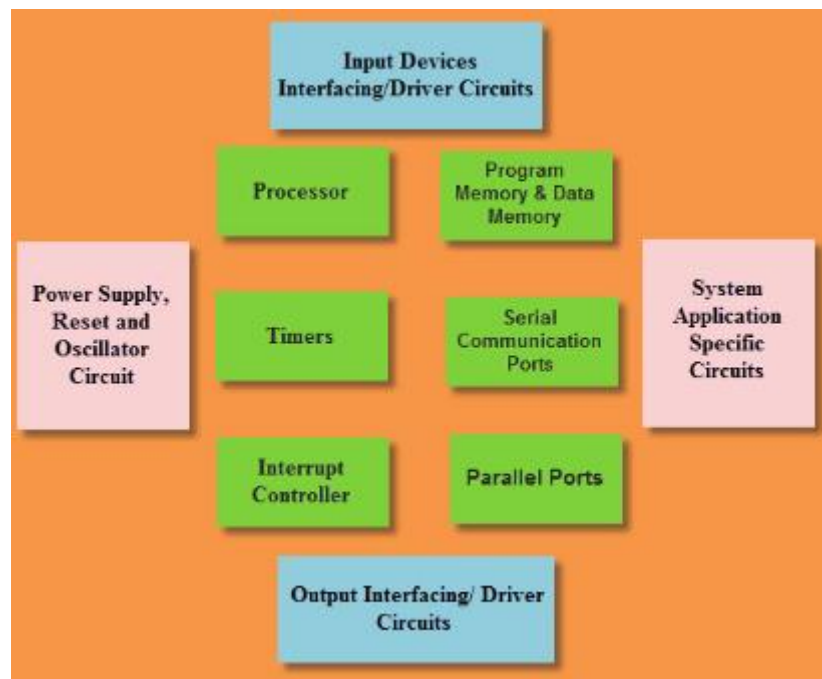 Input Devices
Interfacing/Driver Circuits
Processor
Program
Memory & Data
Memory
Power Supply,
Reset and
Oscillator
Circuit
Timers
Serial
Communication
Ports
System
Application
Specific
Circuits
Interrupt
Controller
Parallel Ports
Output Interfacing/ Driver
Circuits